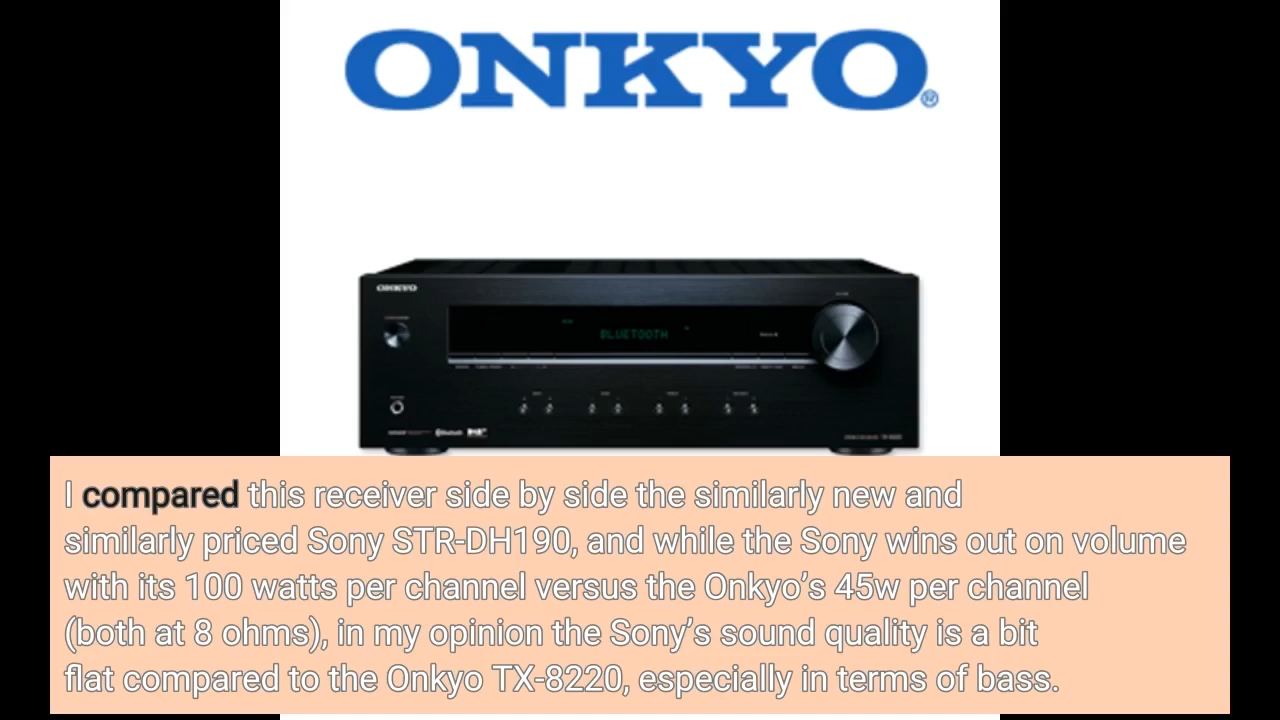 ONKYO®
ONKYO
BLUETOOTH
Bluetooth
I compared this receiver side by side the similarly new and
similarly priced Sony STR-DH190, and while the Sony wins out on volume
with its 100 watts per channel versus the Onkyo’s 45w per channel
(both at 8 ohms), in my opinion the Sony’s sound quality is a bit
flat compared to the Onkyo TX-8220, especially in terms of bass.